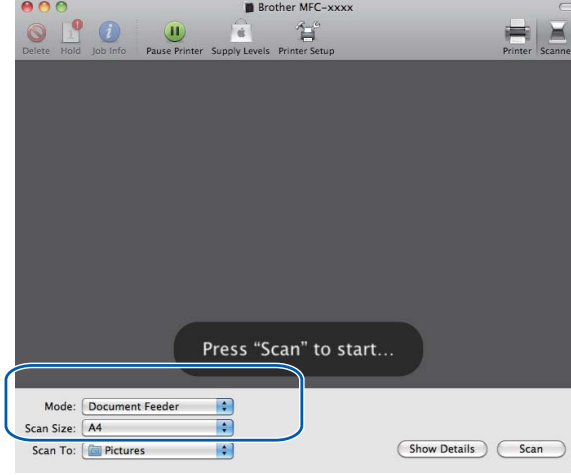 Brother MFC-xxxx
Delete Hold Job Info Pause Printer Supply Levels Printer Setup Printer Scanne
Press “Scan” to start...
Mode: Document Feeder
Scan Size: A4
Scan To: Pictures Show Details Scan